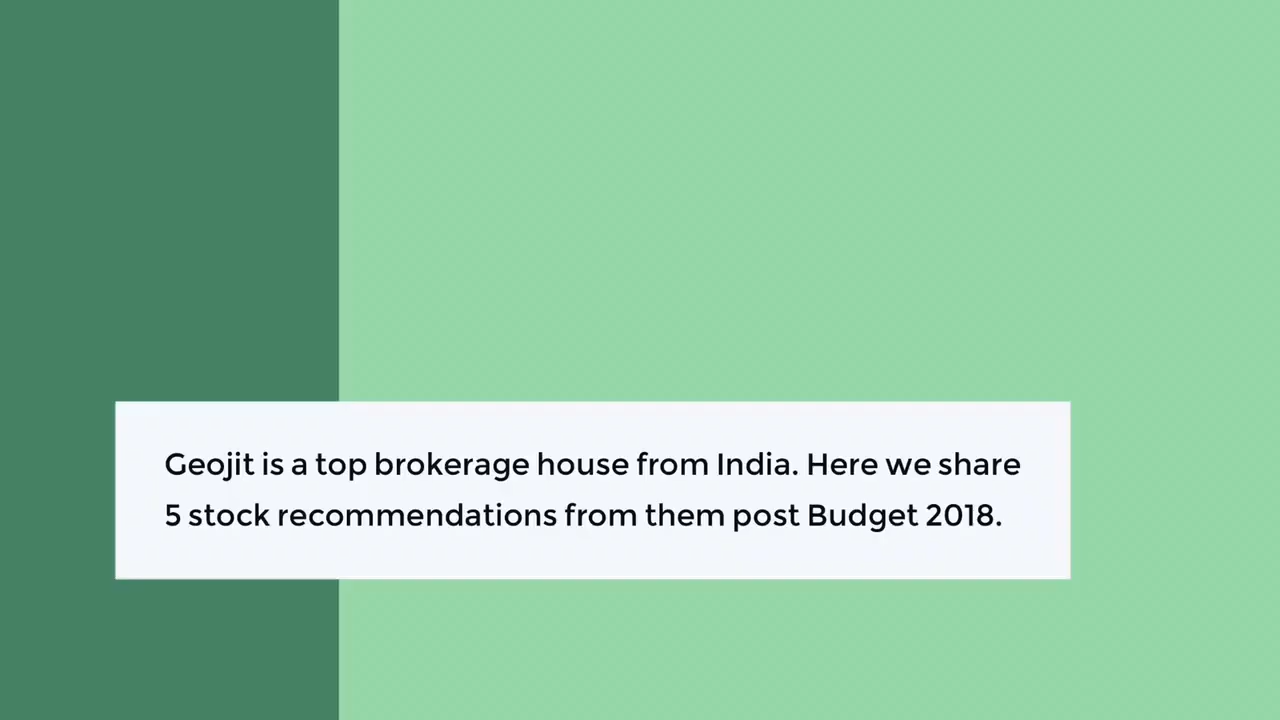 Geojit is a top brokerage house from India. Here we share
5 stock recommendations from them post Budget 2018.